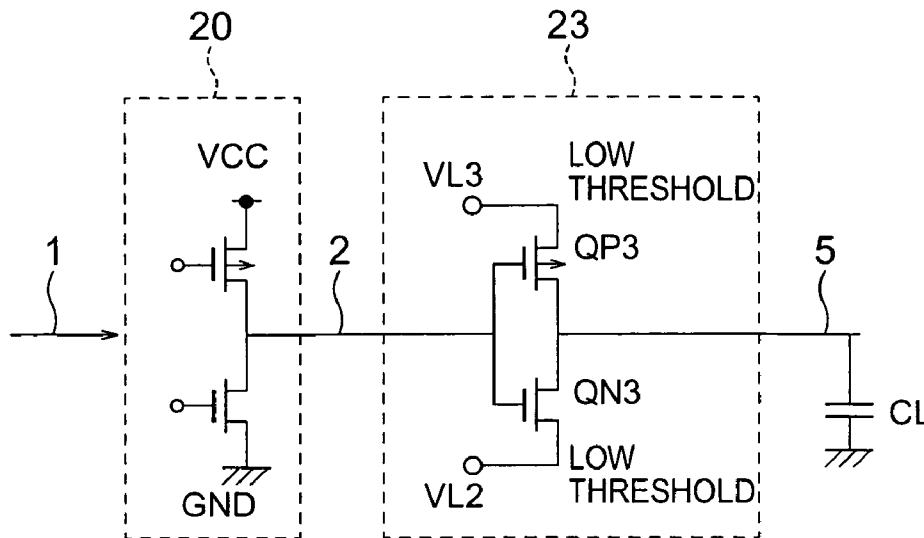 20
23
VCC
LOW
THRESHOLD
VL3
1
2
QP3
5
QN3
CL
VL2
LOW
THRESHOLD
GND